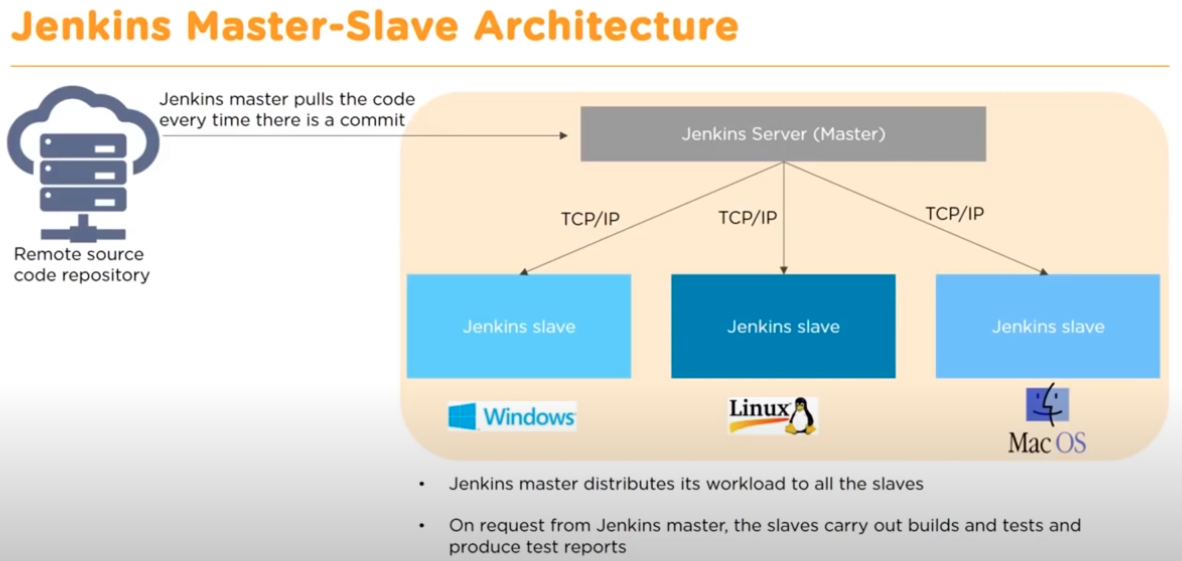 Jenkins Master-Slave Architecture
Jenkins master pulls the code
every time there is a commit
Jenkins Server (Master)
TCP/IP
TCP/IP
TCP/IP
Remote source
code repository
Jenkins slave
Jenkins slave
Jenkins slave
Windows
Linux
Mac OS
• Jenkins master distributes its workload to all the slaves
• On request from Jenkins master, the slaves carry out builds and tests and
produce test reports